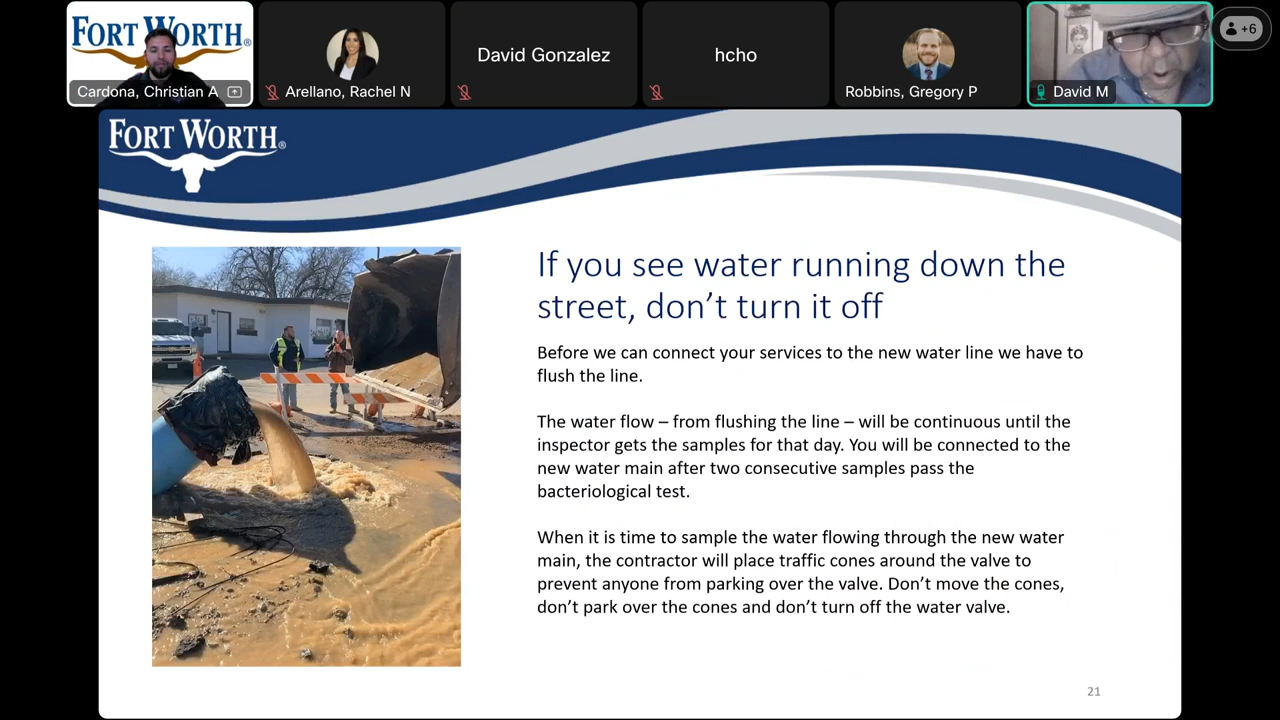 FORT WORTH®
Cardona, Christian A
Arellano, Rachel N
David Gonzalez
hcho
Robbins, Gregory P
David M
+6
FORT WORTH®
If you see water running down the
street, don’t turn it off
Before we can connect your services to the new water line we have to
flush the line.
The water flow – from flushing the line – will be continuous until the
inspector gets the samples for that day. You will be connected to the
new water main after two consecutive samples pass the
bacteriological test.
When it is time to sample the water flowing through the new water
main, the contractor will place traffic cones around the valve to
prevent anyone from parking over the valve. Don’t move the cones,
don’t park over the cones and don’t turn off the water valve.
21